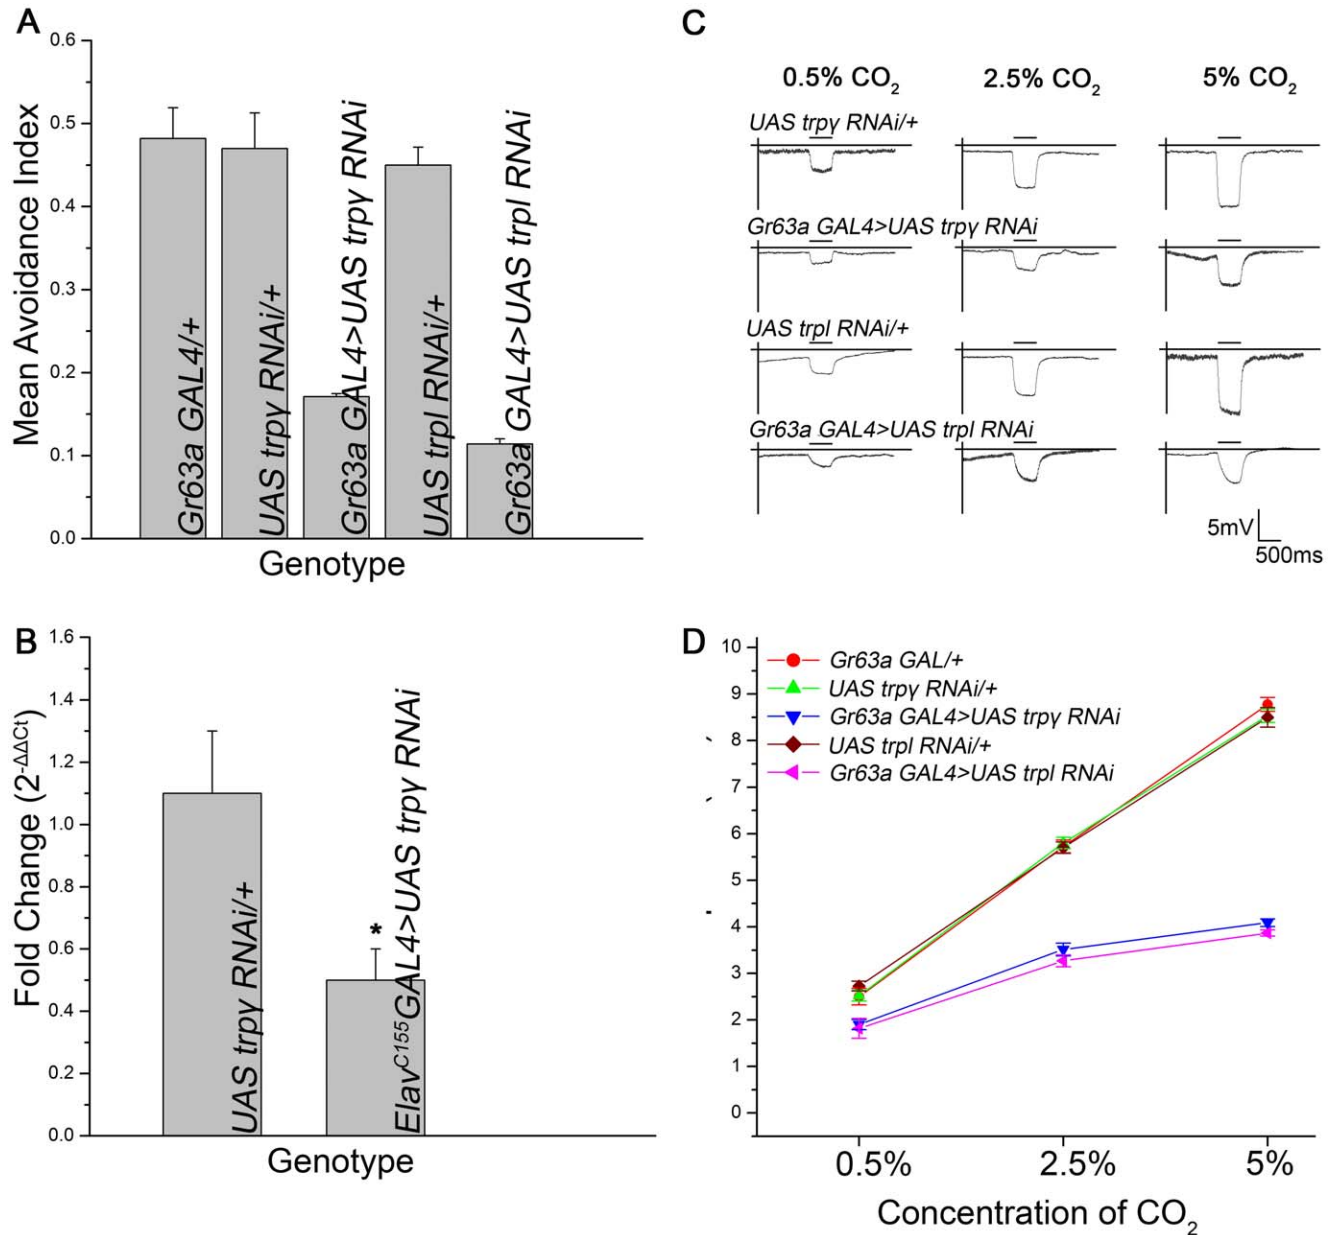 A
0.6
0.5
0.4
0.3
0.2
0.1
0.0
Mean Avoidance Index
Gr63a GAL4/+
UAS trpγ RNAi/+
Gr63a GAL4>UAS trpγ RNAi
UAS trpl RNAi/+
Gr63a GAL4>UAS trpl RNAi
Genotype
B
1.6
1.4
1.2
1.0
0.8
0.6
0.4
0.2
0.0
Fold Change (2^-ΔΔCt)
UAS trpγ RNAi/+
*
Elav^C155GAL4>UAS trpγ RNAi
Genotype
C
0.5% CO₂ 2.5% CO₂ 5% CO₂
UAS trpγ RNAi/+
Gr63a GAL4>UAS trpγ RNAi
UAS trpl RNAi/+
Gr63a GAL4>UAS trpl RNAi
5mV
500ms
D
10
9
8
7
6
5
4
3
2
1
0
Gr63a GAL/+
UAS trpγ RNAi/+
Gr63a GAL4>UAS trpγ RNAi
UAS trpl RNAi/+
Gr63a GAL4>UAS trpl RNAi
0.5% 2.5% 5%
Concentration of CO₂